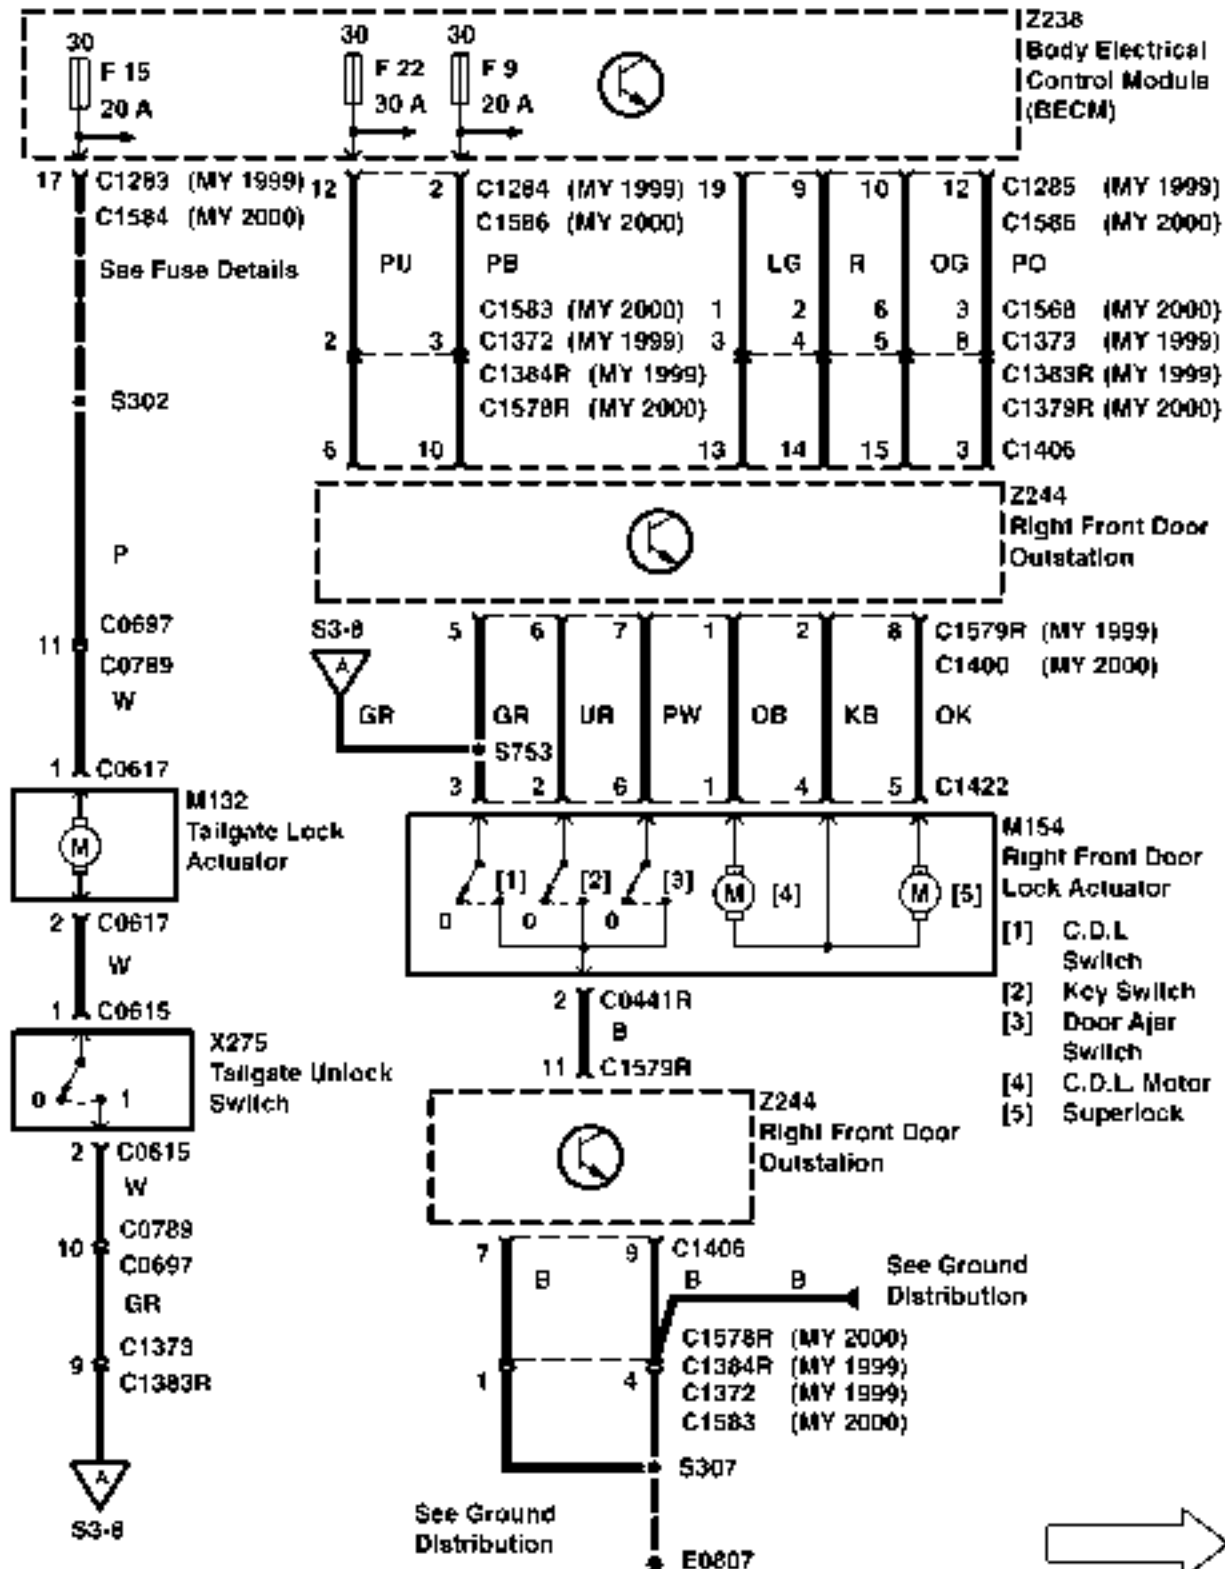 Z238
Body Electrical
Control Module
(BECM)
30
F 15
20 A
30
F 22
30 A
30
F 9
20 A
17
C1283 (MY 1999)
C1584 (MY 2000)
See Fuse Details
12
2
C1284 (MY 1999)
C1586 (MY 2000)
19
9
10
12
C1285 (MY 1999)
C1586 (MY 2000)
PU
PB
LG
R
OG
PO
C1583 (MY 2000)
1
2
6
3
C1568 (MY 2000)
2
3
C1372 (MY 1999)
3
4
5
8
C1373 (MY 1999)
C1384R (MY 1999)
C1383R (MY 1999)
C1578R (MY 2000)
C1379R (MY 2000)
S302
6
10
13
14
15
3
C1406
Z244
Right Front Door
Outstation
P
11
C0697
C0789
W
S3-8
A
GR
5
6
7
1
2
8
C1579R (MY 1999)
C1400 (MY 2000)
GR
UR
PW
OB
KB
OK
S753
3
2
6
1
4
5
C1422
1
C0617
M132
Tailgate Lock
Actuator
M
M154
Right Front Door
Lock Actuator
[1]
[2]
[3]
0
0
0
M
[4]
M
[5]
[1] C.D.L
Switch
[2] Key Switch
[3] Door Ajar
Switch
[4] C.D.L. Motor
[5] Superlock
2
C0617
W
1
C0615
X275
Tailgate Unlock
Switch
0
1
2
C0441R
B
11
C1579R
Z244
Right Front Door
Outstation
2
C0615
W
10
C0789
C0697
GR
9
C1373
C1383R
A
S3-8
7
9
C1406
B
B
B
See Ground
Distribution
1
4
C1578R (MY 2000)
C1384R (MY 1999)
C1372 (MY 1999)
C1583 (MY 2000)
S307
See Ground
Distribution
E0807